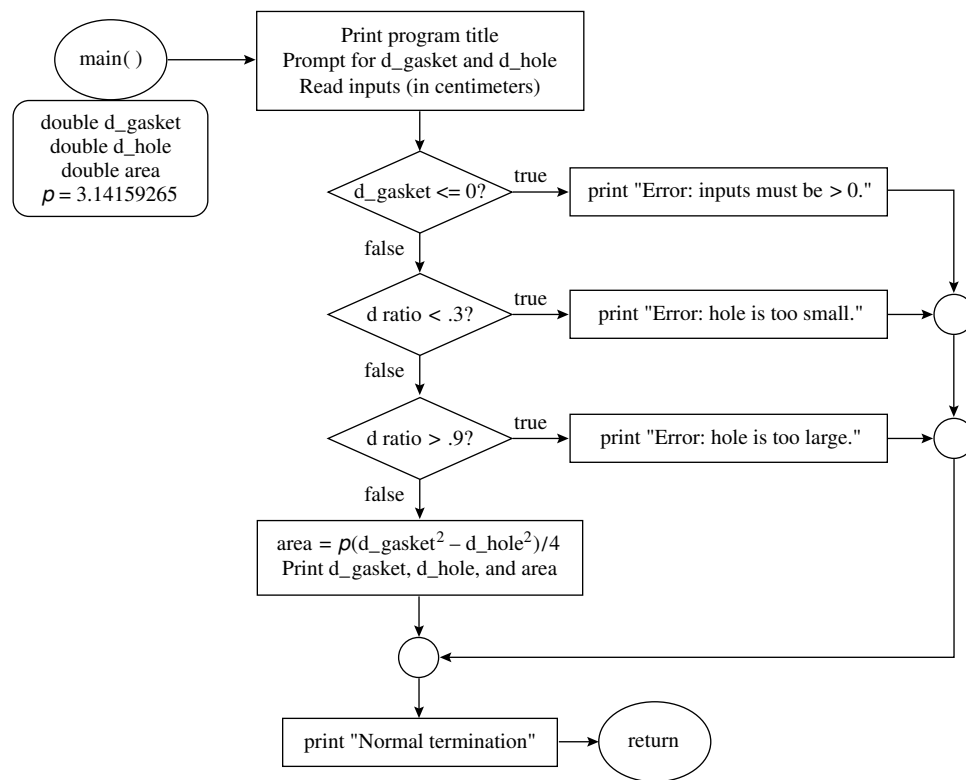 main( )
Print program title
Prompt for d_gasket and d_hole
Read inputs (in centimeters)
double d_gasket
double d_hole
double area
p = 3.14159265
d_gasket <= 0?
true
print "Error: inputs must be > 0."
false
d ratio < .3?
true
print "Error: hole is too small."
false
d ratio > .9?
true
print "Error: hole is too large."
false
area = p(d_gasket² – d_hole²)/4
Print d_gasket, d_hole, and area
print "Normal termination"
return